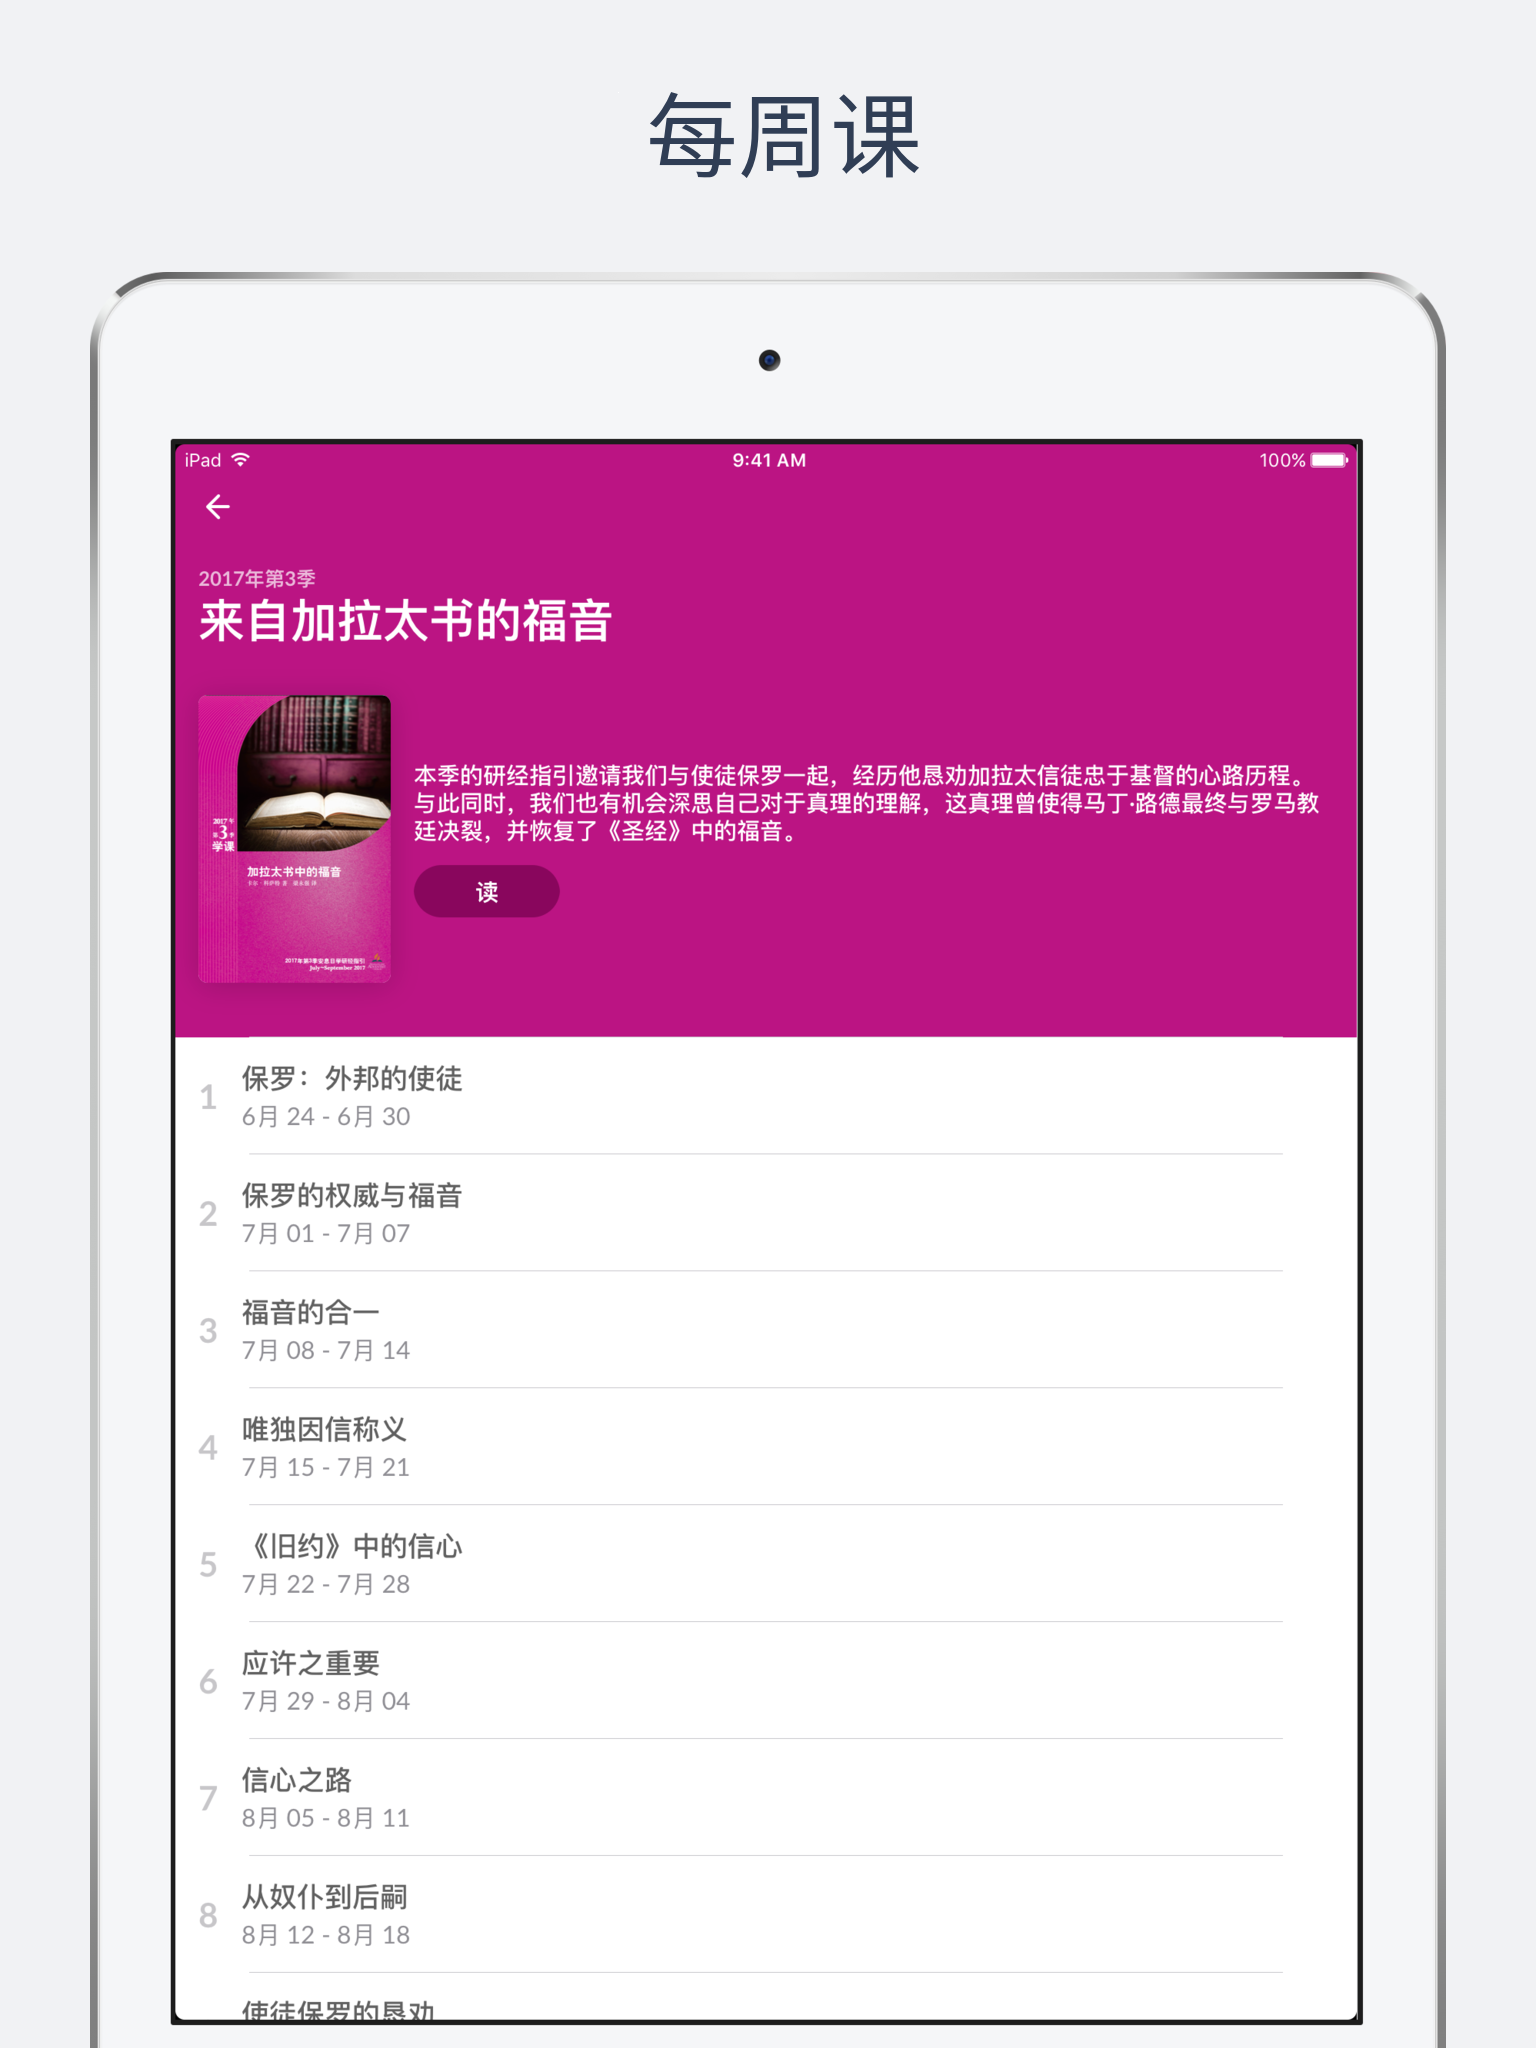 每周课
iPad
9:41 AM
100%
2017年第3季
来自加拉太书的福音
2017 年
第3季
学课
加拉太书中的福音
2017年第3季安息日学研经指引
July–September 2017
本季的研经指引邀请我们与使徒保罗一起，经历他恳劝加拉太信徒忠于基督的心路历程。
与此同时，我们也有机会深思自己对于真理的理解，这真理曾使得马丁·路德最终与罗马教
廷决裂，并恢复了《圣经》中的福音。
读
1
保罗：外邦的使徒
6月 24 - 6月 30
2
保罗的权威与福音
7月 01 - 7月 07
3
福音的合一
7月 08 - 7月 14
4
唯独因信称义
7月 15 - 7月 21
5
《旧约》中的信心
7月 22 - 7月 28
6
应许之重要
7月 29 - 8月 04
7
信心之路
8月 05 - 8月 11
8
从奴仆到后嗣
8月 12 - 8月 18
使徒保罗的恳劝